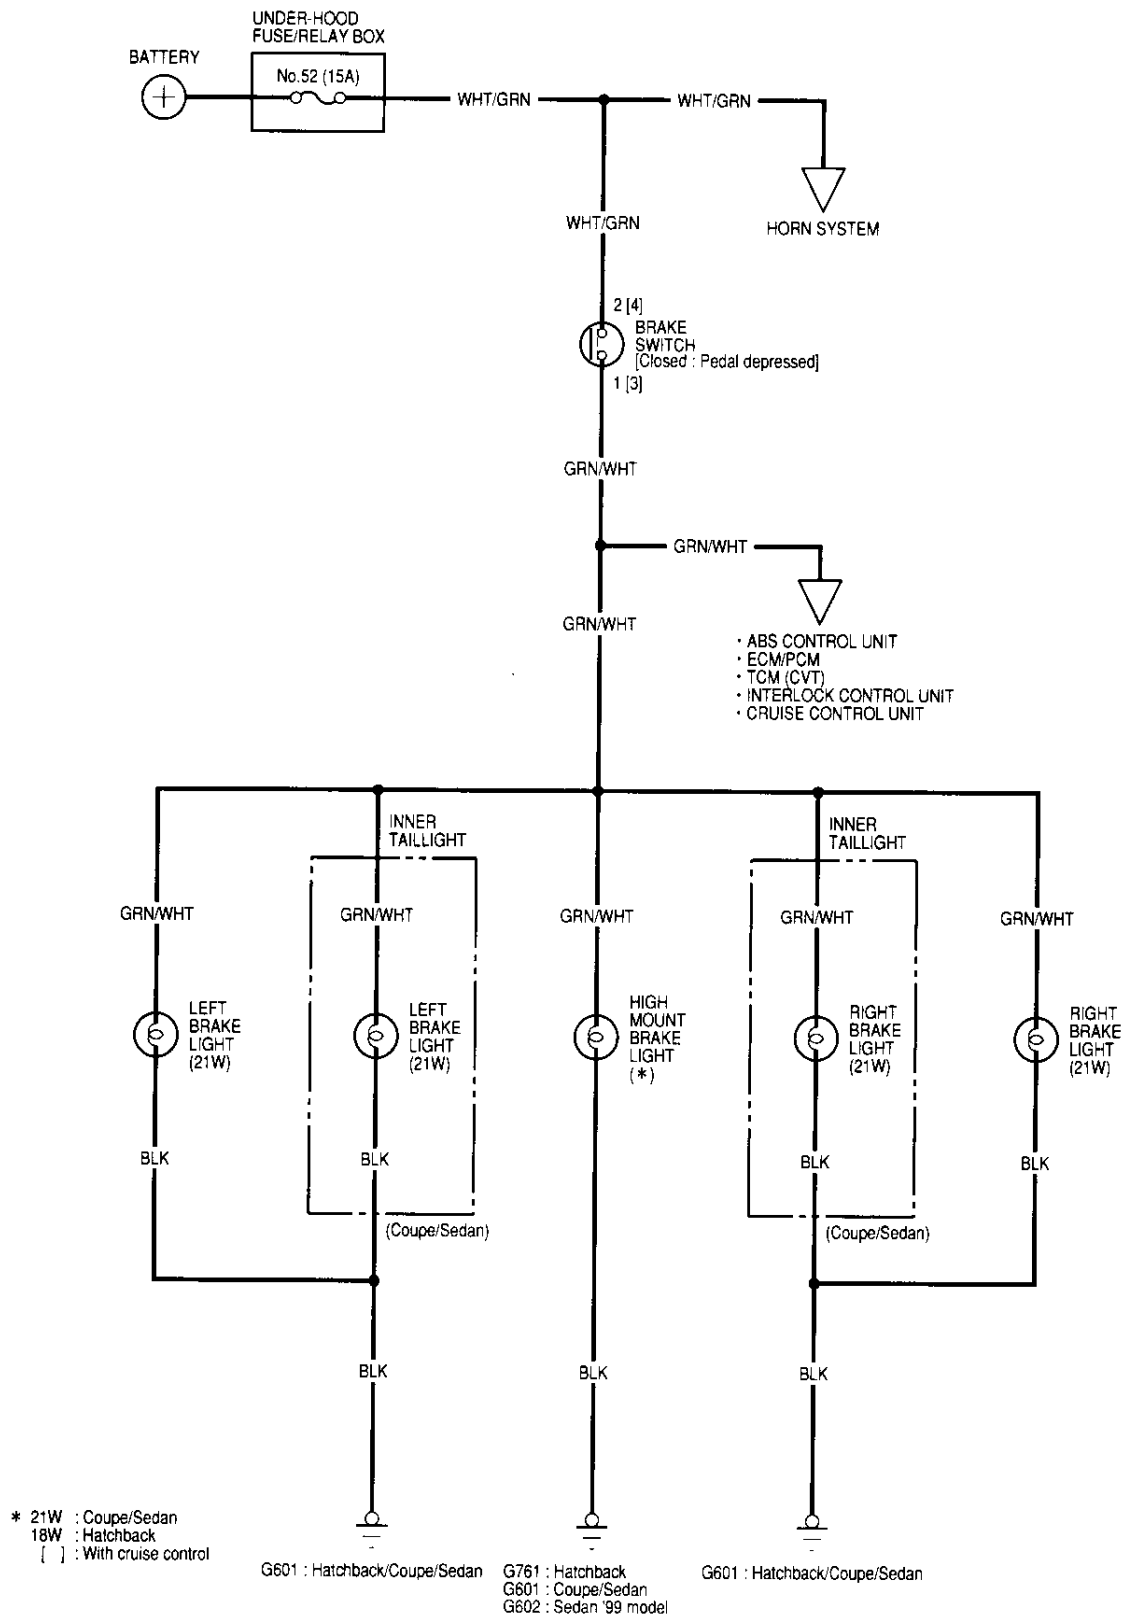 UNDER-HOOD
FUSE/RELAY BOX
BATTERY
No.52 (15A)
WHT/GRN
WHT/GRN
WHT/GRN
HORN SYSTEM
2 [4]
BRAKE
SWITCH
[Closed : Pedal depressed]
1 [3]
GRN/WHT
GRN/WHT
GRN/WHT
· ABS CONTROL UNIT
· ECM/PCM
· TCM (CVT)
· INTERLOCK CONTROL UNIT
· CRUISE CONTROL UNIT
INNER
TAILLIGHT
INNER
TAILLIGHT
GRN/WHT
GRN/WHT
GRN/WHT
GRN/WHT
GRN/WHT
LEFT
BRAKE
LIGHT
(21W)
LEFT
BRAKE
LIGHT
(21W)
HIGH
MOUNT
BRAKE
LIGHT
(*)
RIGHT
BRAKE
LIGHT
(21W)
RIGHT
BRAKE
LIGHT
(21W)
BLK
BLK
BLK
BLK
(Coupe/Sedan)
(Coupe/Sedan)
BLK
BLK
BLK
* 21W : Coupe/Sedan
18W : Hatchback
[ ] : With cruise control
G601 : Hatchback/Coupe/Sedan
G761 : Hatchback
G601 : Coupe/Sedan
G602 : Sedan '99 model
G601 : Hatchback/Coupe/Sedan